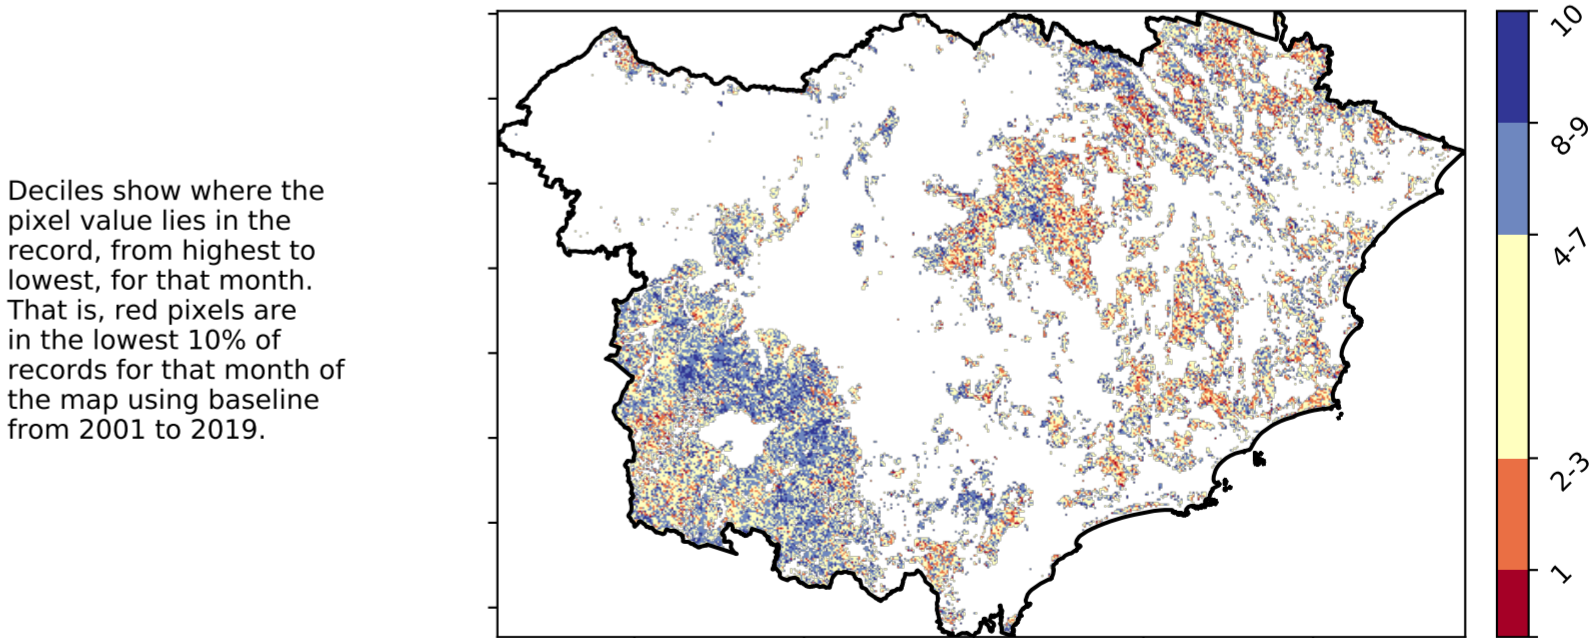 Deciles show where the
pixel value lies in the
record, from highest to
lowest, for that month.
That is, red pixels are
in the lowest 10% of
records for that month of
the map using baseline
from 2001 to 2019.
10
8-9
4-7
2-3
1